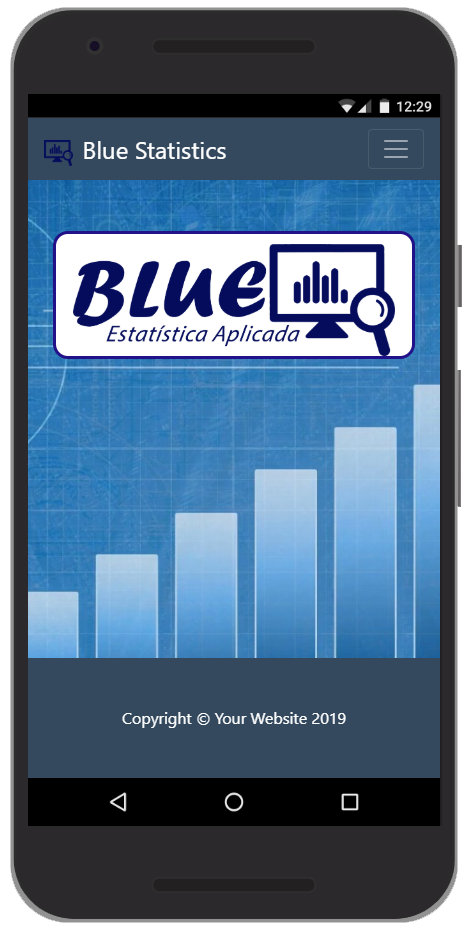 12:29
Blue Statistics
BLUE
Estatística Aplicada
Copyright © Your Website 2019